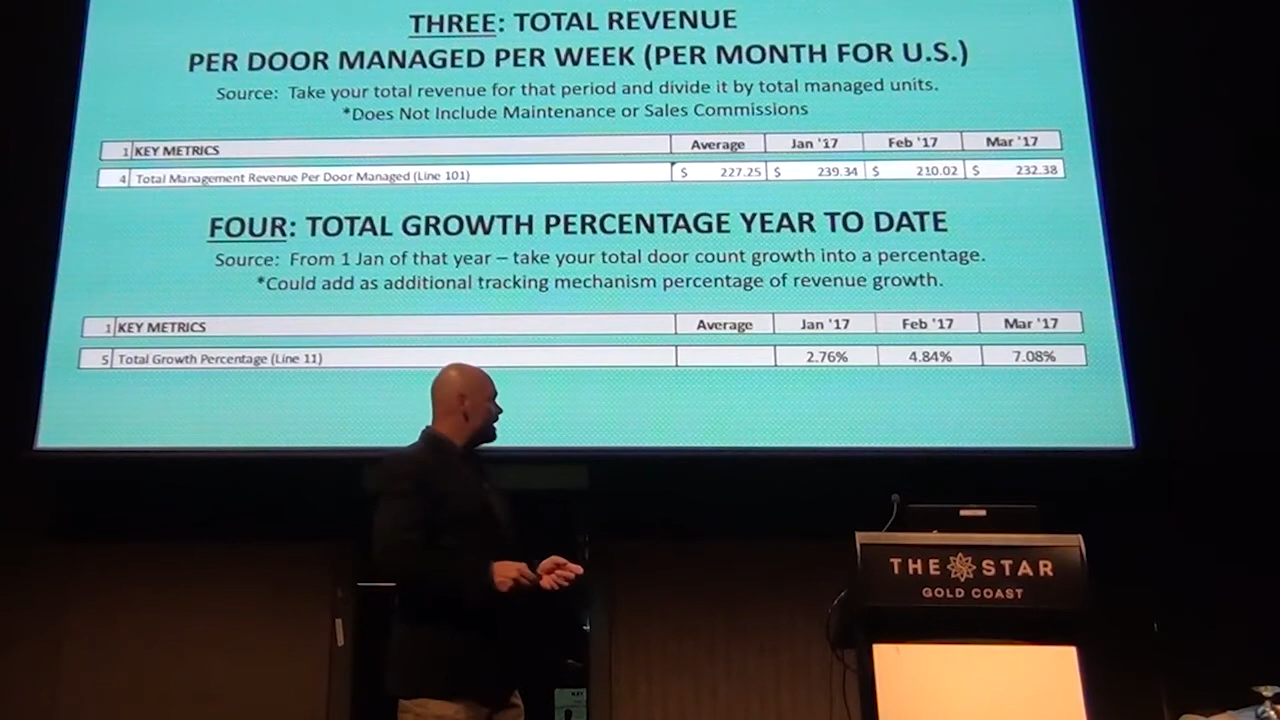 THREE: TOTAL REVENUE
PER DOOR MANAGED PER WEEK (PER MONTH FOR U.S.)
Source: Take your total revenue for that period and divide it by total managed units.
*Does Not Include Maintenance or Sales Commissions
1 KEY METRICS Average Jan '17 Feb '17 Mar '17
4 Total Management Revenue Per Door Managed (Line 101) $ 227.25 $ 239.34 $ 210.02 $ 232.38
FOUR: TOTAL GROWTH PERCENTAGE YEAR TO DATE
Source: From 1 Jan of that year – take your total door count growth into a percentage.
*Could add as additional tracking mechanism percentage of revenue growth.
1 KEY METRICS Average Jan '17 Feb '17 Mar '17
5 Total Growth Percentage (Line 11) 2.76% 4.84% 7.08%
THE STAR
GOLD COAST